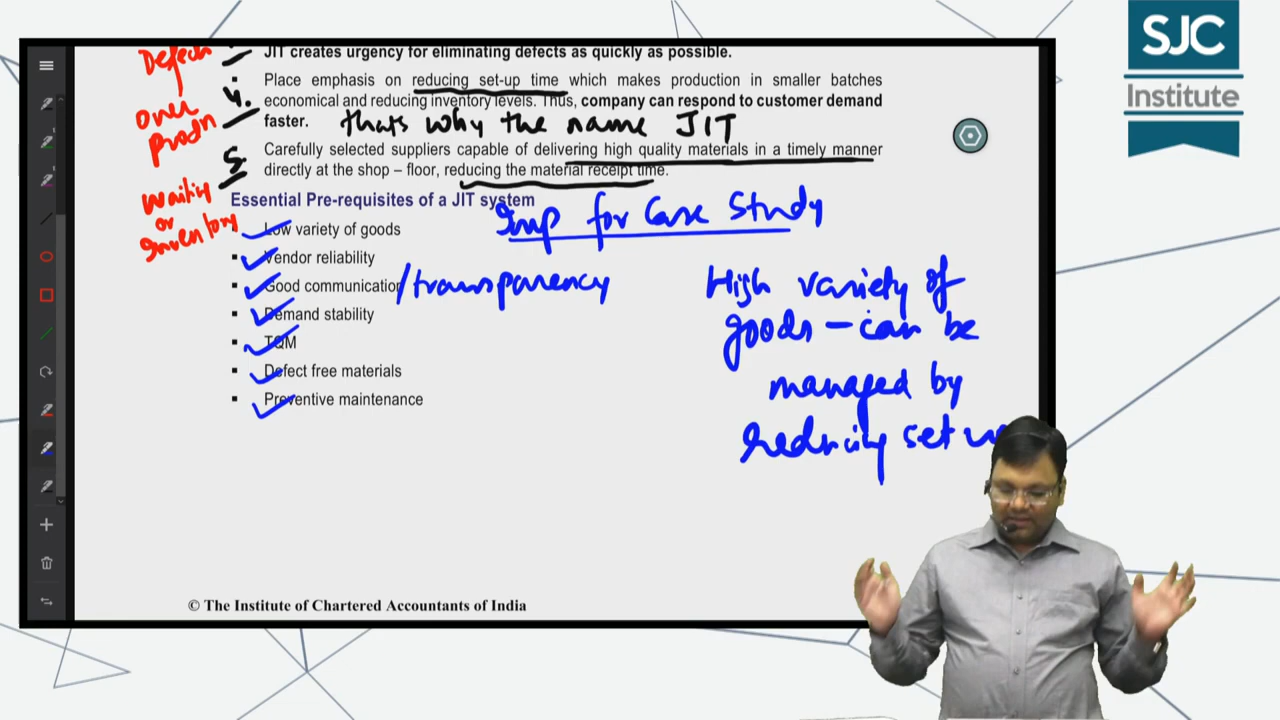 SJC
Institute
Defects
JIT creates urgency for eliminating defects as quickly as possible.
▪ Place emphasis on reducing set-up time which makes production in smaller batches
4. economical and reducing inventory levels. Thus, company can respond to customer demand
faster. thats why the name JIT
over
Prodn
5. Carefully selected suppliers capable of delivering high quality materials in a timely manner
directly at the shop – floor, reducing the material receipt time.
waiting
or
Inventory
Essential Pre-requisites of a JIT system
Imp for Case Study
▪ Low variety of goods
▪ Vendor reliability
▪ Good communication/transparency
▪ Demand stability
▪ TQM
▪ Defect free materials
▪ Preventive maintenance
High variety of
goods – can be
managed by
reducing set
© The Institute of Chartered Accountants of India